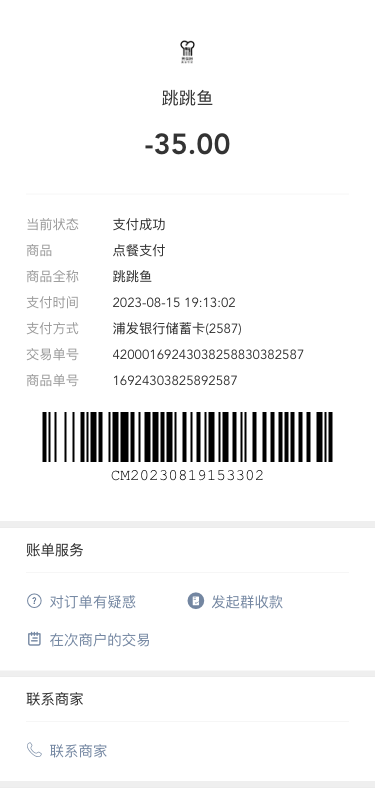 跳跳鱼
-35.00
当前状态 支付成功
商品 点餐支付
商品全称 跳跳鱼
支付时间 2023-08-15 19:13:02
支付方式 浦发银行储蓄卡(2587)
交易单号 42000169243038258830382587
商品单号 16924303825892587
CM20230819153302
账单服务
对订单有疑惑 发起群收款
在次商户的交易
联系商家
联系商家